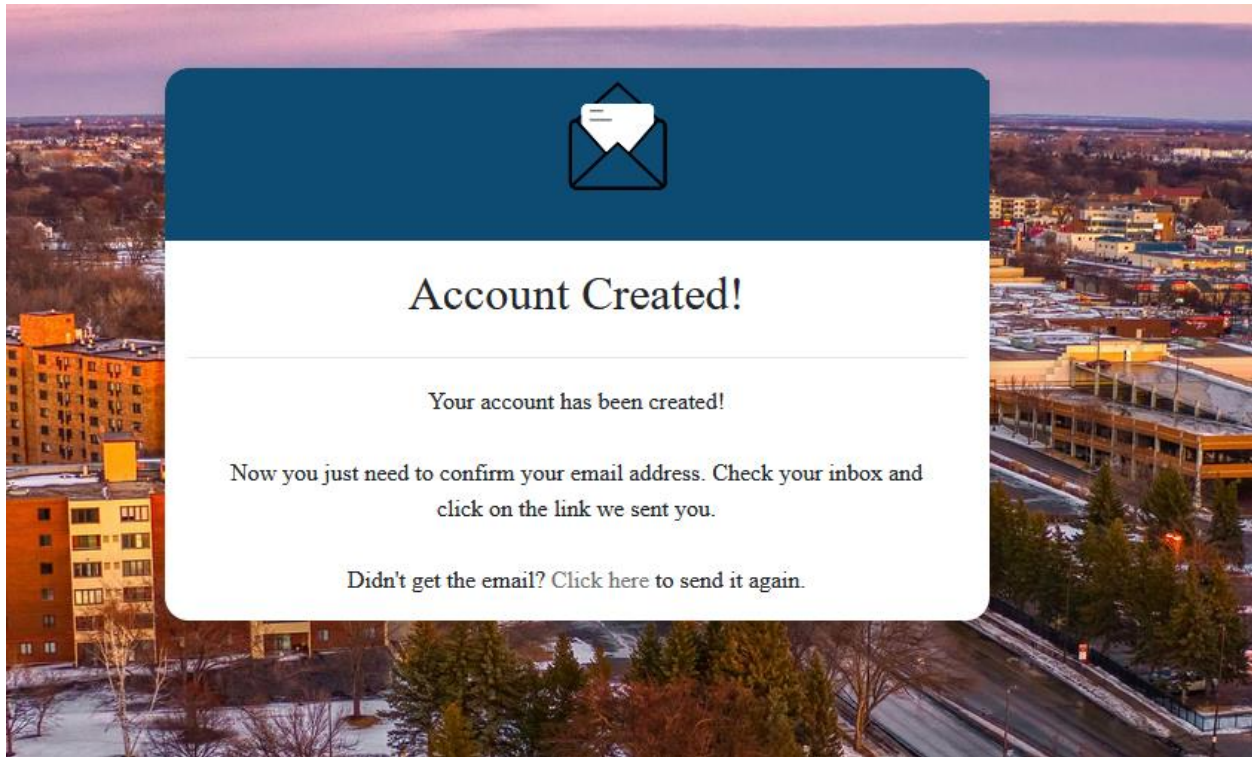 Account Created!
Your account has been created!
Now you just need to confirm your email address. Check your inbox and
click on the link we sent you.
Didn't get the email? Click here to send it again.